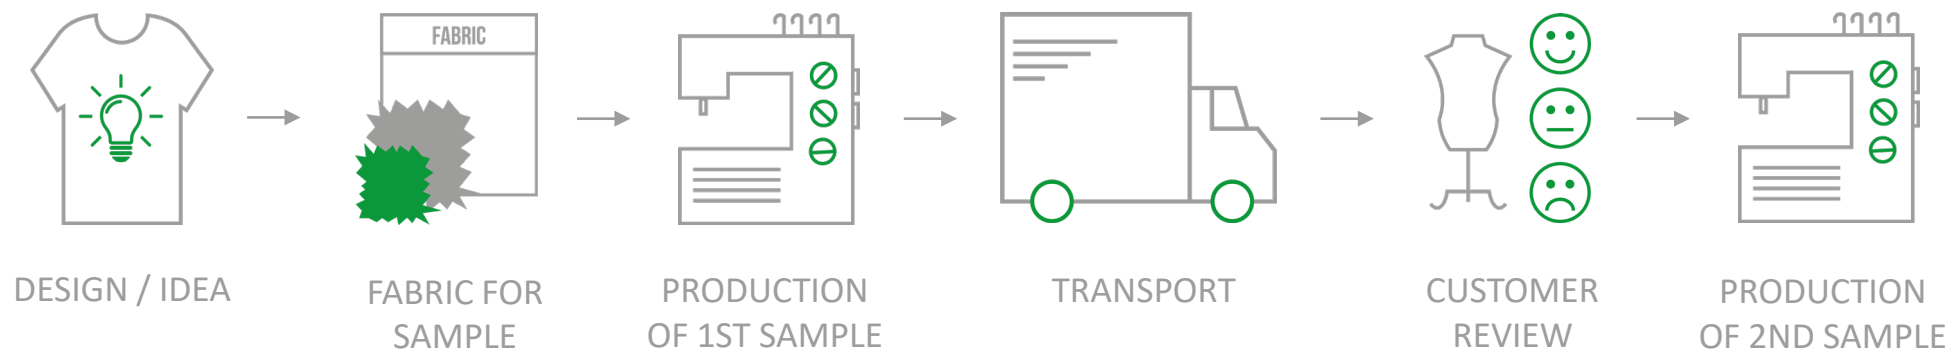 FABRIC
DESIGN / IDEA
FABRIC FOR
SAMPLE
PRODUCTION
OF 1ST SAMPLE
TRANSPORT
CUSTOMER
REVIEW
PRODUCTION
OF 2ND SAMPLE